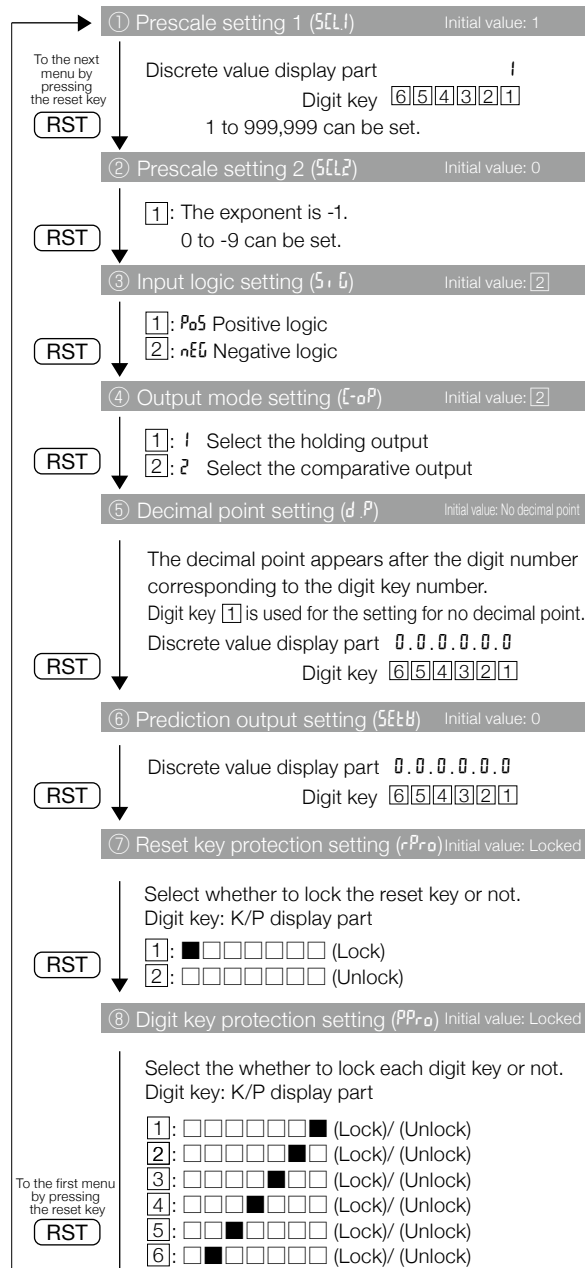 ① Prescale setting 1 (SCL.1) Initial value: 1
To the next
menu by
pressing
the reset key
RST
Discrete value display part 1
Digit key 6 5 4 3 2 1
1 to 999,999 can be set.
② Prescale setting 2 (SCL2) Initial value: 0
RST
1: The exponent is -1.
0 to -9 can be set.
③ Input logic setting (SiG) Initial value: 2
RST
1: PoS Positive logic
2: nEG Negative logic
④ Output mode setting (C-oP) Initial value: 2
RST
1: 1 Select the holding output
2: 2 Select the comparative output
⑤ Decimal point setting (d.P) Initial value: No decimal point
The decimal point appears after the digit number
corresponding to the digit key number.
Digit key 1 is used for the setting for no decimal point.
Discrete value display part 0.0.0.0.0.0
RST
Digit key 6 5 4 3 2 1
⑥ Prediction output setting (SEtY) Initial value: 0
Discrete value display part 0.0.0.0.0.0
RST
Digit key 6 5 4 3 2 1
⑦ Reset key protection setting (rPro) Initial value: Locked
Select whether to lock the reset key or not.
Digit key: K/P display part
RST
1: ■□□□□□□ (Lock)
2: □□□□□□□ (Unlock)
⑧ Digit key protection setting (PPro) Initial value: Locked
Select the whether to lock each digit key or not.
Digit key: K/P display part
1: □□□□□□■ (Lock)/ (Unlock)
2: □□□□□■□ (Lock)/ (Unlock)
3: □□□□■□□ (Lock)/ (Unlock)
4: □□□■□□□ (Lock)/ (Unlock)
5: □□■□□□□ (Lock)/ (Unlock)
6: □■□□□□□ (Lock)/ (Unlock)
To the first menu
by pressing
the reset key
RST